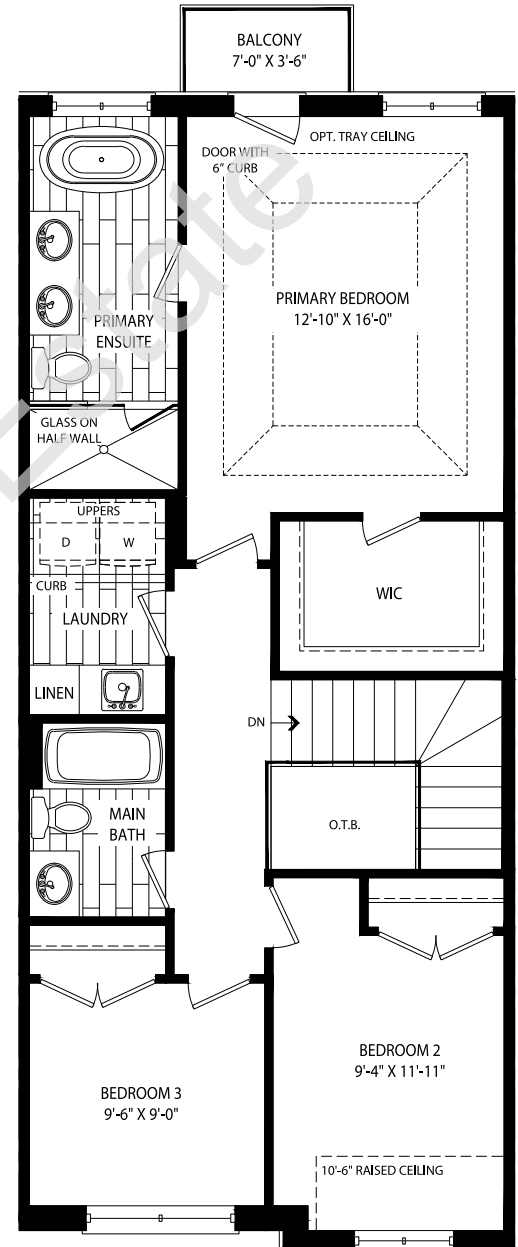 BALCONY
7'-0" X 3'-6"
OPT. TRAY CEILING
DOOR WITH
6" CURB
PRIMARY BEDROOM
12'-10" X 16'-0"
PRIMARY
ENSUITE
GLASS ON
HALF WALL
UPPERS
D
W
CURB
LAUNDRY
LINEN
WIC
DN
O.T.B.
MAIN
BATH
BEDROOM 2
9'-4" X 11'-11"
BEDROOM 3
9'-6" X 9'-0"
10'-6" RAISED CEILING
Estate